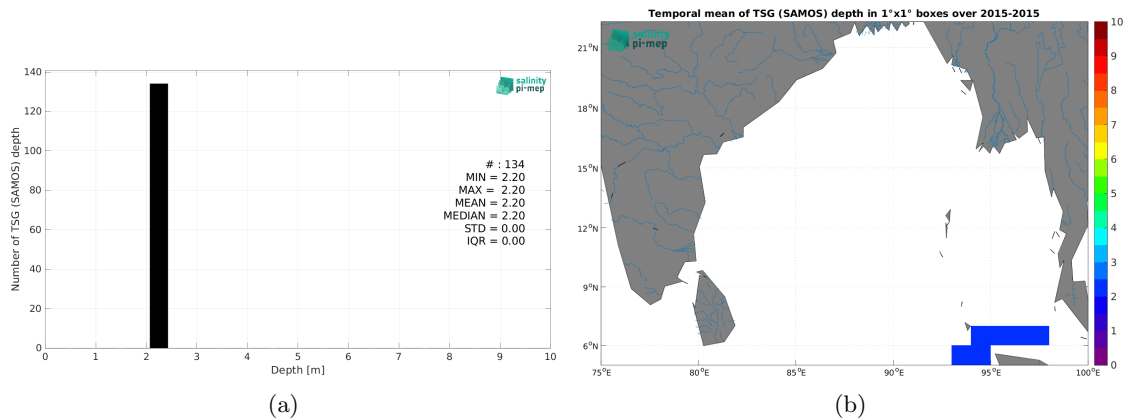 salinity
pi-mep
Number of TSG (SAMOS) depth
140
120
100
80
60
40
20
0
# : 134
MIN = 2.20
MAX = 2.20
MEAN = 2.20
MEDIAN = 2.20
STD = 0.00
IQR = 0.00
0 1 2 3 4 5 6 7 8 9 10
Depth [m]
(a)
Temporal mean of TSG (SAMOS) depth in 1°x1° boxes over 2015-2015
salinity
pi-mep
21°N
18°N
15°N
12°N
9°N
6°N
75°E 80°E 85°E 90°E 95°E 100°E
10
9
8
7
6
5
4
3
2
1
0
(b)